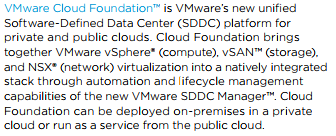 VMware Cloud Foundation™ is VMware's new unified
Software-Defined Data Center (SDDC) platform for
private and public clouds. Cloud Foundation brings
together VMware vSphere® (compute), vSAN™ (storage),
and NSX® (network) virtualization into a natively integrated
stack through automation and lifecycle management
capabilities of the new VMware SDDC Manager™. Cloud
Foundation can be deployed on-premises in a private
cloud or run as a service from the public cloud.